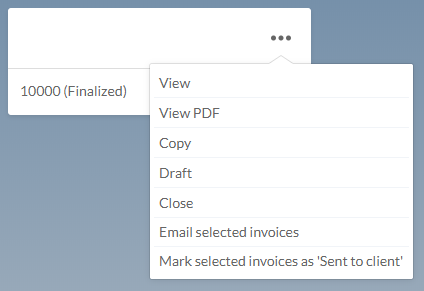 10000 (Finalized)
View
View PDF
Copy
Draft
Close
Email selected invoices
Mark selected invoices as 'Sent to client'